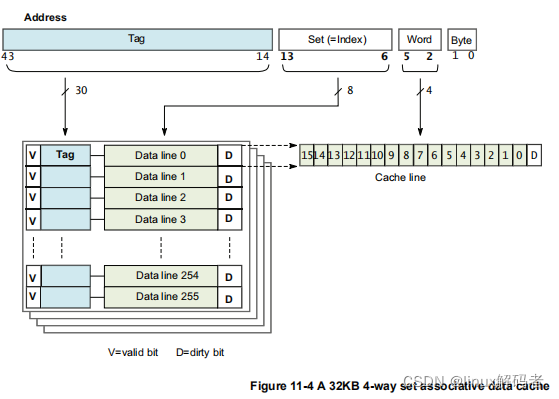 Address
Tag
Set (=Index)
Word
Byte
43 14 13 6 5 2 1 0
30
8
4
V Tag Data line 0 D
V Data line 1 D
V Data line 2 D
V Data line 3 D
V Data line 254 D
V Data line 255 D
15 14 13 12 11 10 9 8 7 6 5 4 3 2 1 0 D
Cache line
V=valid bit D=dirty bit
Figure 11-4 A 32KB 4-way set associative data cache
CSDN @linux解码者